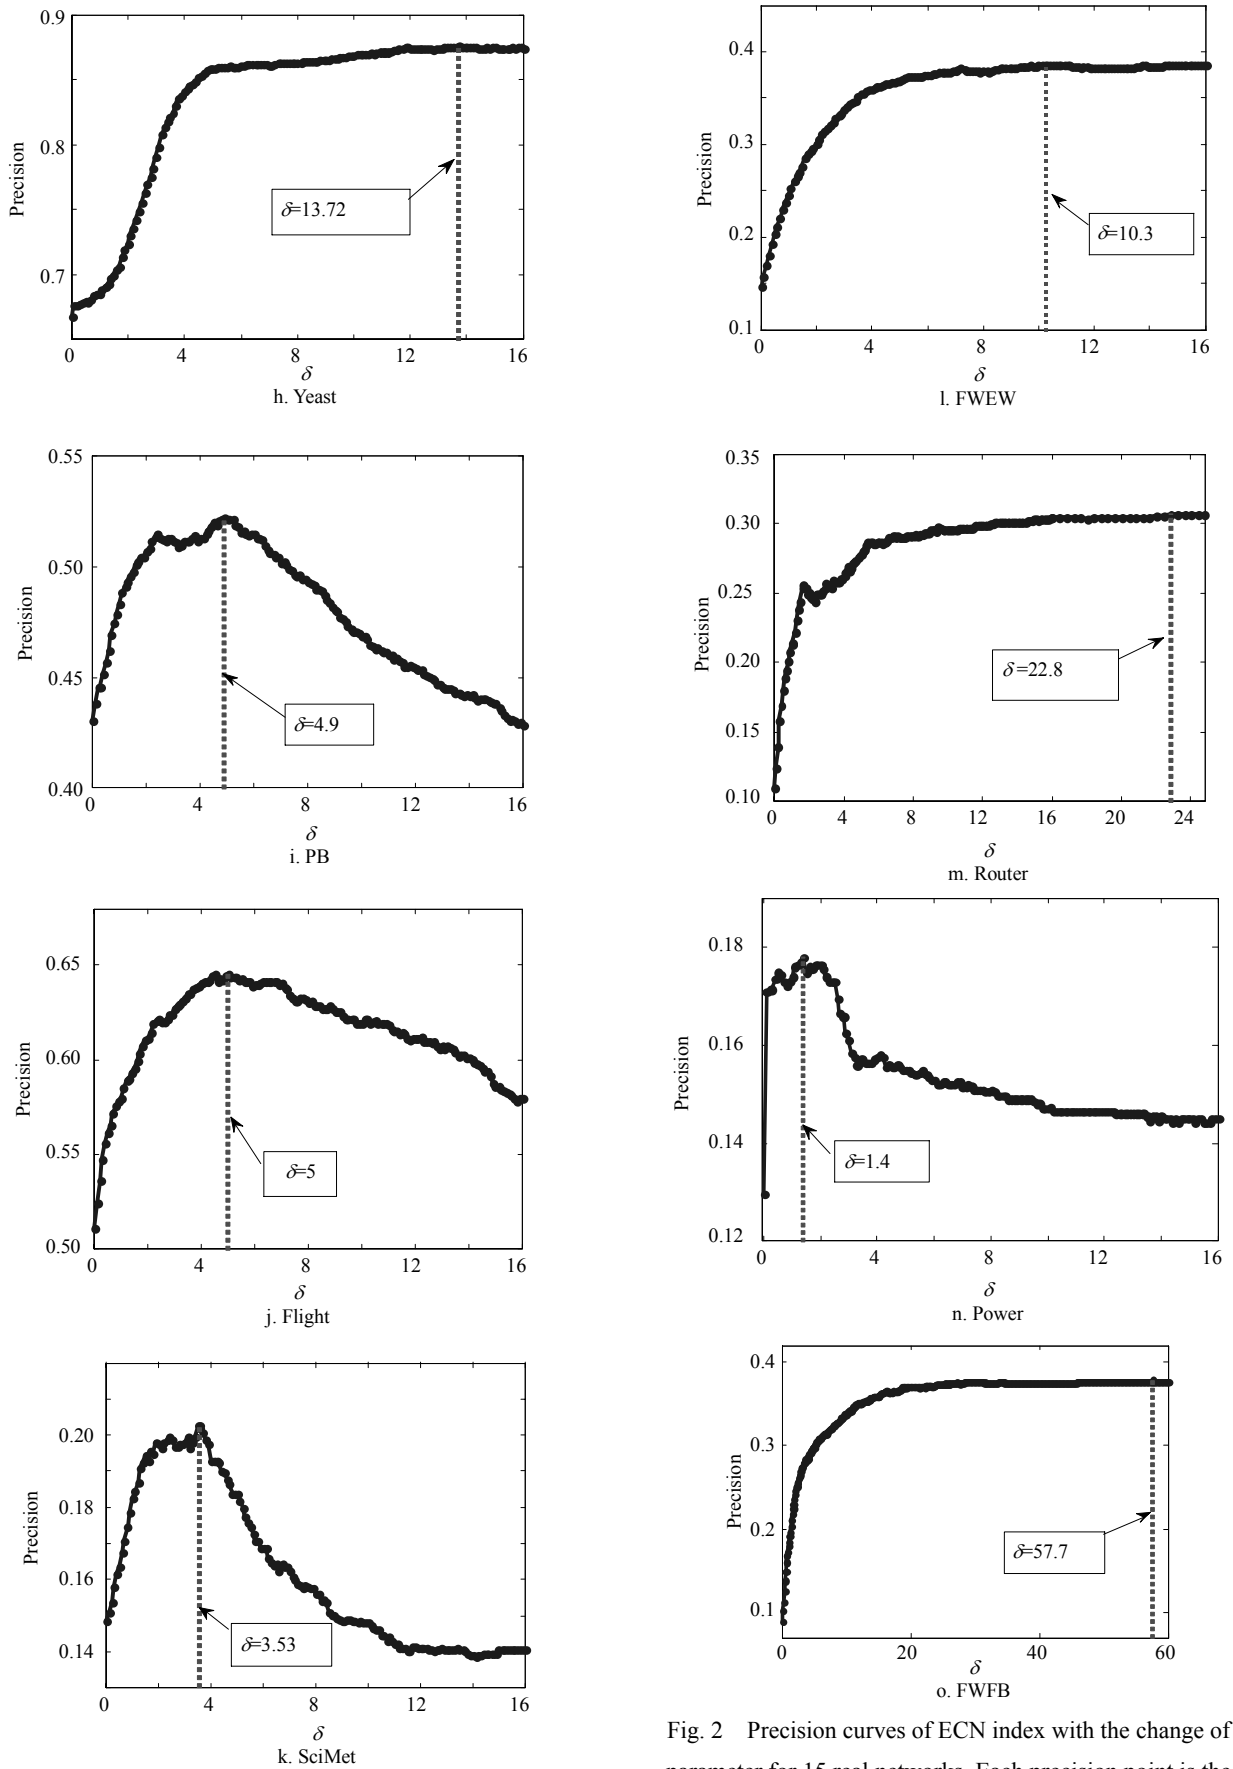 0.9
0.8
0.7
Precision
δ=13.72
0 4 8 12 16
δ
h. Yeast
0.55
0.50
0.45
0.40
Precision
δ=4.9
0 4 8 12 16
δ
i. PB
0.65
0.60
0.55
0.50
Precision
δ=5
0 4 8 12 16
δ
j. Flight
0.20
0.18
0.16
0.14
Precision
δ=3.53
0 4 8 12 16
δ
k. SciMet
0.4
0.3
0.2
0.1
Precision
δ=10.3
0 4 8 12 16
δ
l. FWEW
0.35
0.30
0.25
0.20
0.15
0.10
Precision
δ=22.8
0 4 8 12 16 20 24
δ
m. Router
0.18
0.16
0.14
0.12
Precision
δ=1.4
0 4 8 12 16
δ
n. Power
0.4
0.3
0.2
0.1
Precision
δ=57.7
0 20 40 60
δ
o. FWFB
Fig. 2 Precision curves of ECN index with the change of
parameter for 15 real networks. Each precision point is the